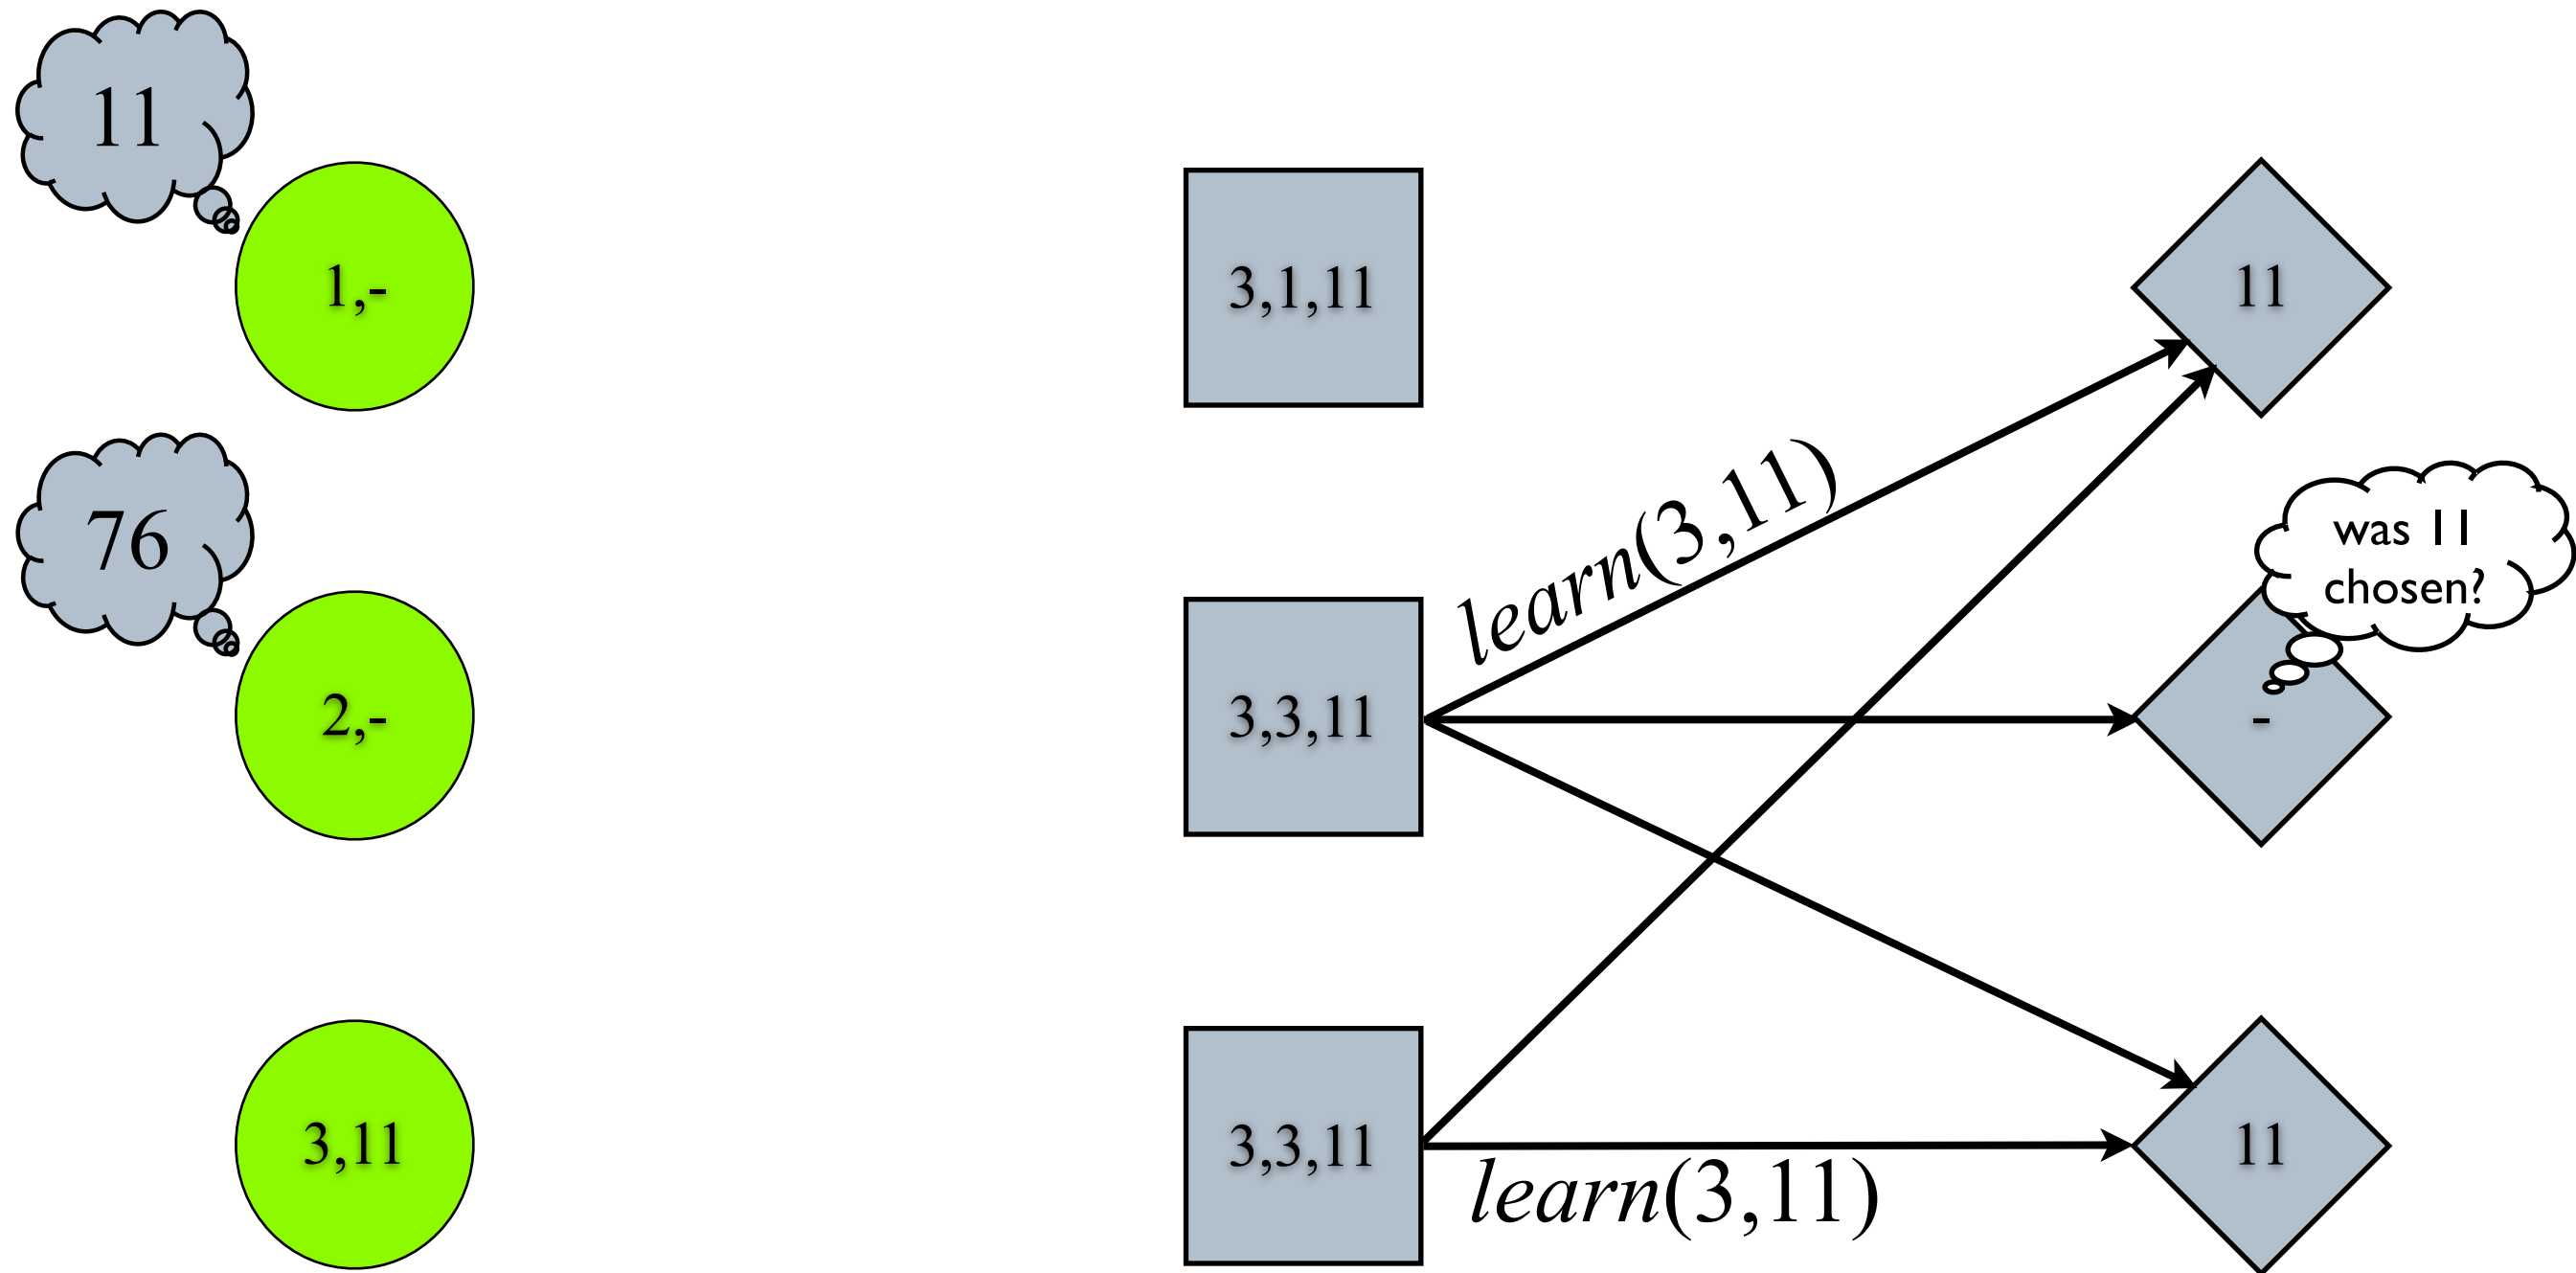 11
1,-
3,1,11
11
76
2,-
learn(3,11)
3,3,11
was 11
chosen?
-
3,11
3,3,11
learn(3,11)
11